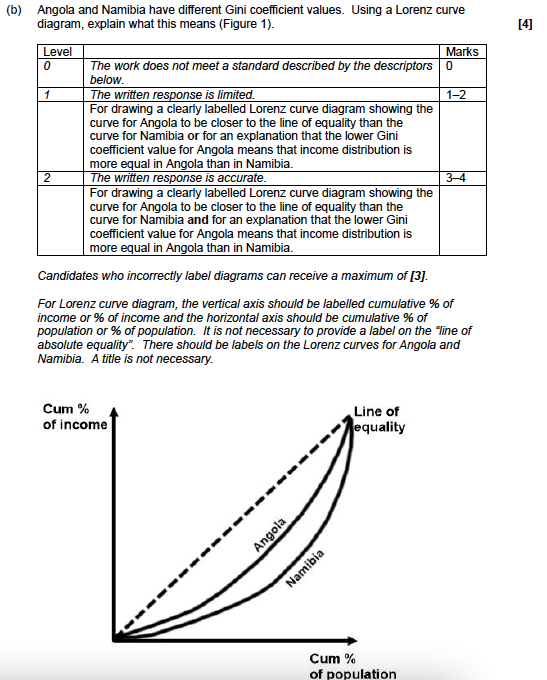 (b) Angola and Namibia have different Gini coefficient values. Using a Lorenz curve
diagram, explain what this means (Figure 1). [4]
Level Marks
0 The work does not meet a standard described by the descriptors 0
below.
1 The written response is limited. 1–2
For drawing a clearly labelled Lorenz curve diagram showing the
curve for Angola to be closer to the line of equality than the
curve for Namibia or for an explanation that the lower Gini
coefficient value for Angola means that income distribution is
more equal in Angola than in Namibia.
2 The written response is accurate. 3–4
For drawing a clearly labelled Lorenz curve diagram showing the
curve for Angola to be closer to the line of equality than the
curve for Namibia and for an explanation that the lower Gini
coefficient value for Angola means that income distribution is
more equal in Angola than in Namibia.
Candidates who incorrectly label diagrams can receive a maximum of [3].
For Lorenz curve diagram, the vertical axis should be labelled cumulative % of
income or % of income and the horizontal axis should be cumulative % of
population or % of population. It is not necessary to provide a label on the "line of
absolute equality". There should be labels on the Lorenz curves for Angola and
Namibia. A title is not necessary.
Cum %
of income
Line of
equality
Angola
Namibia
Cum %
of population